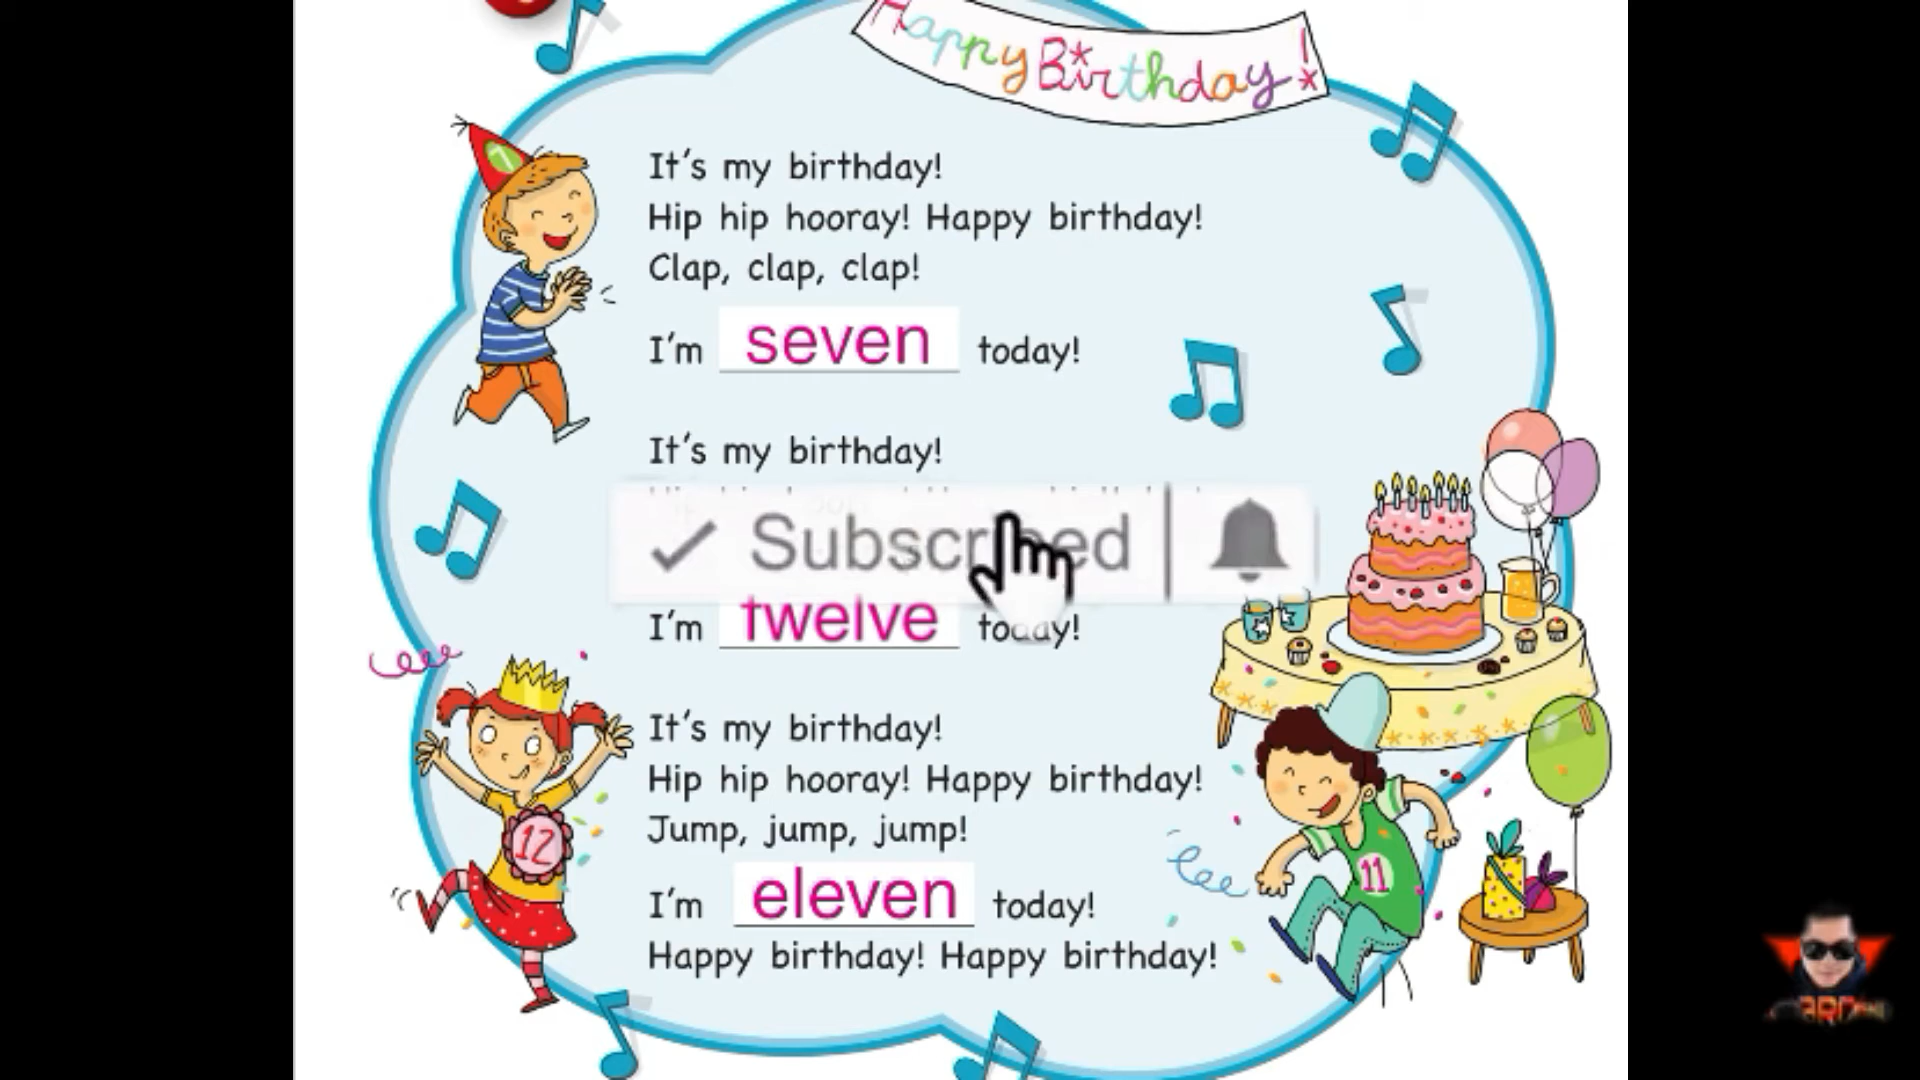 Happy Birthday!
It's my birthday!
Hip hip hooray! Happy birthday!
Clap, clap, clap!
I'm seven today!
It's my birthday!
Subscribed
I'm twelve today!
It's my birthday!
Hip hip hooray! Happy birthday!
Jump, jump, jump!
I'm eleven today!
Happy birthday! Happy birthday!
7
12
11